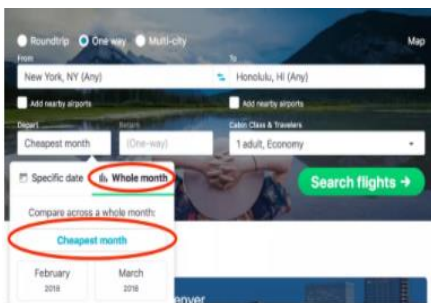 Roundtrip One way Multi-city Map
From To
New York, NY (Any) Honolulu, HI (Any)
Add nearby airports Add nearby airports
Depart Return Cabin Class & Travelers
Cheapest month (One-way) 1 adult, Economy
Specific date Whole month
Search flights →
Compare across a whole month:
Cheapest month
February March
2018 2018
enver